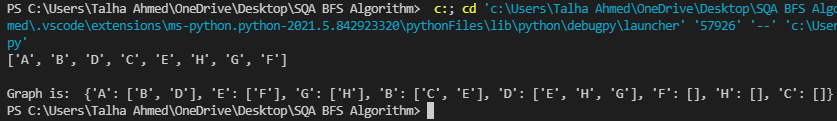 PS C:\Users\Talha Ahmed\OneDrive\Desktop\SQA BFS Algorithm>  c:; cd 'c:\Users\Talha Ahmed\OneDrive\Desktop\SQA BFS Algo
med\.vscode\extensions\ms-python.python-2021.5.842923320\pythonFiles\lib\python\debugpy\launcher' '57926' '--' 'c:\User
py'
['A', 'B', 'D', 'C', 'E', 'H', 'G', 'F']
Graph is:  {'A': ['B', 'D'], 'E': ['F'], 'G': ['H'], 'B': ['C', 'E'], 'D': ['E', 'H', 'G'], 'F': [], 'H': [], 'C': []}
PS C:\Users\Talha Ahmed\OneDrive\Desktop\SQA BFS Algorithm>